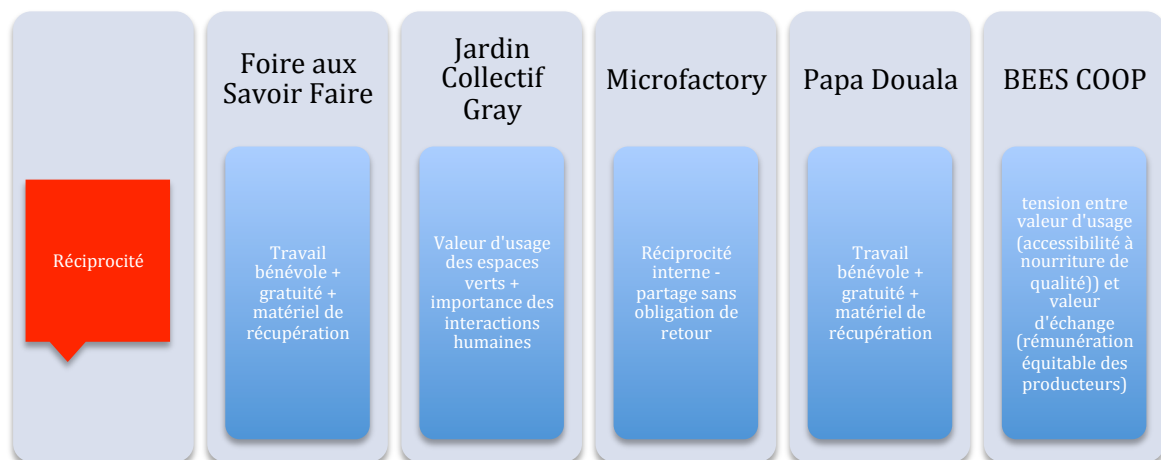 Réciprocité
Foire aux
Savoir Faire
Travail
bénévole +
gratuité +
matériel de
récupération
Jardin
Collectif
Gray
Valeur d'usage
des espaces
verts +
importance des
interactions
humaines
Microfactory
Réciprocité
interne -
partage sans
obligation de
retour
Papa Douala
Travail
bénévole +
gratuité +
matériel de
récupération
BEES COOP
tension entre
valeur d'usage
(accessibilité à
nourriture de
qualité)) et
valeur
d'échange
(rémunération
équitable des
producteurs)